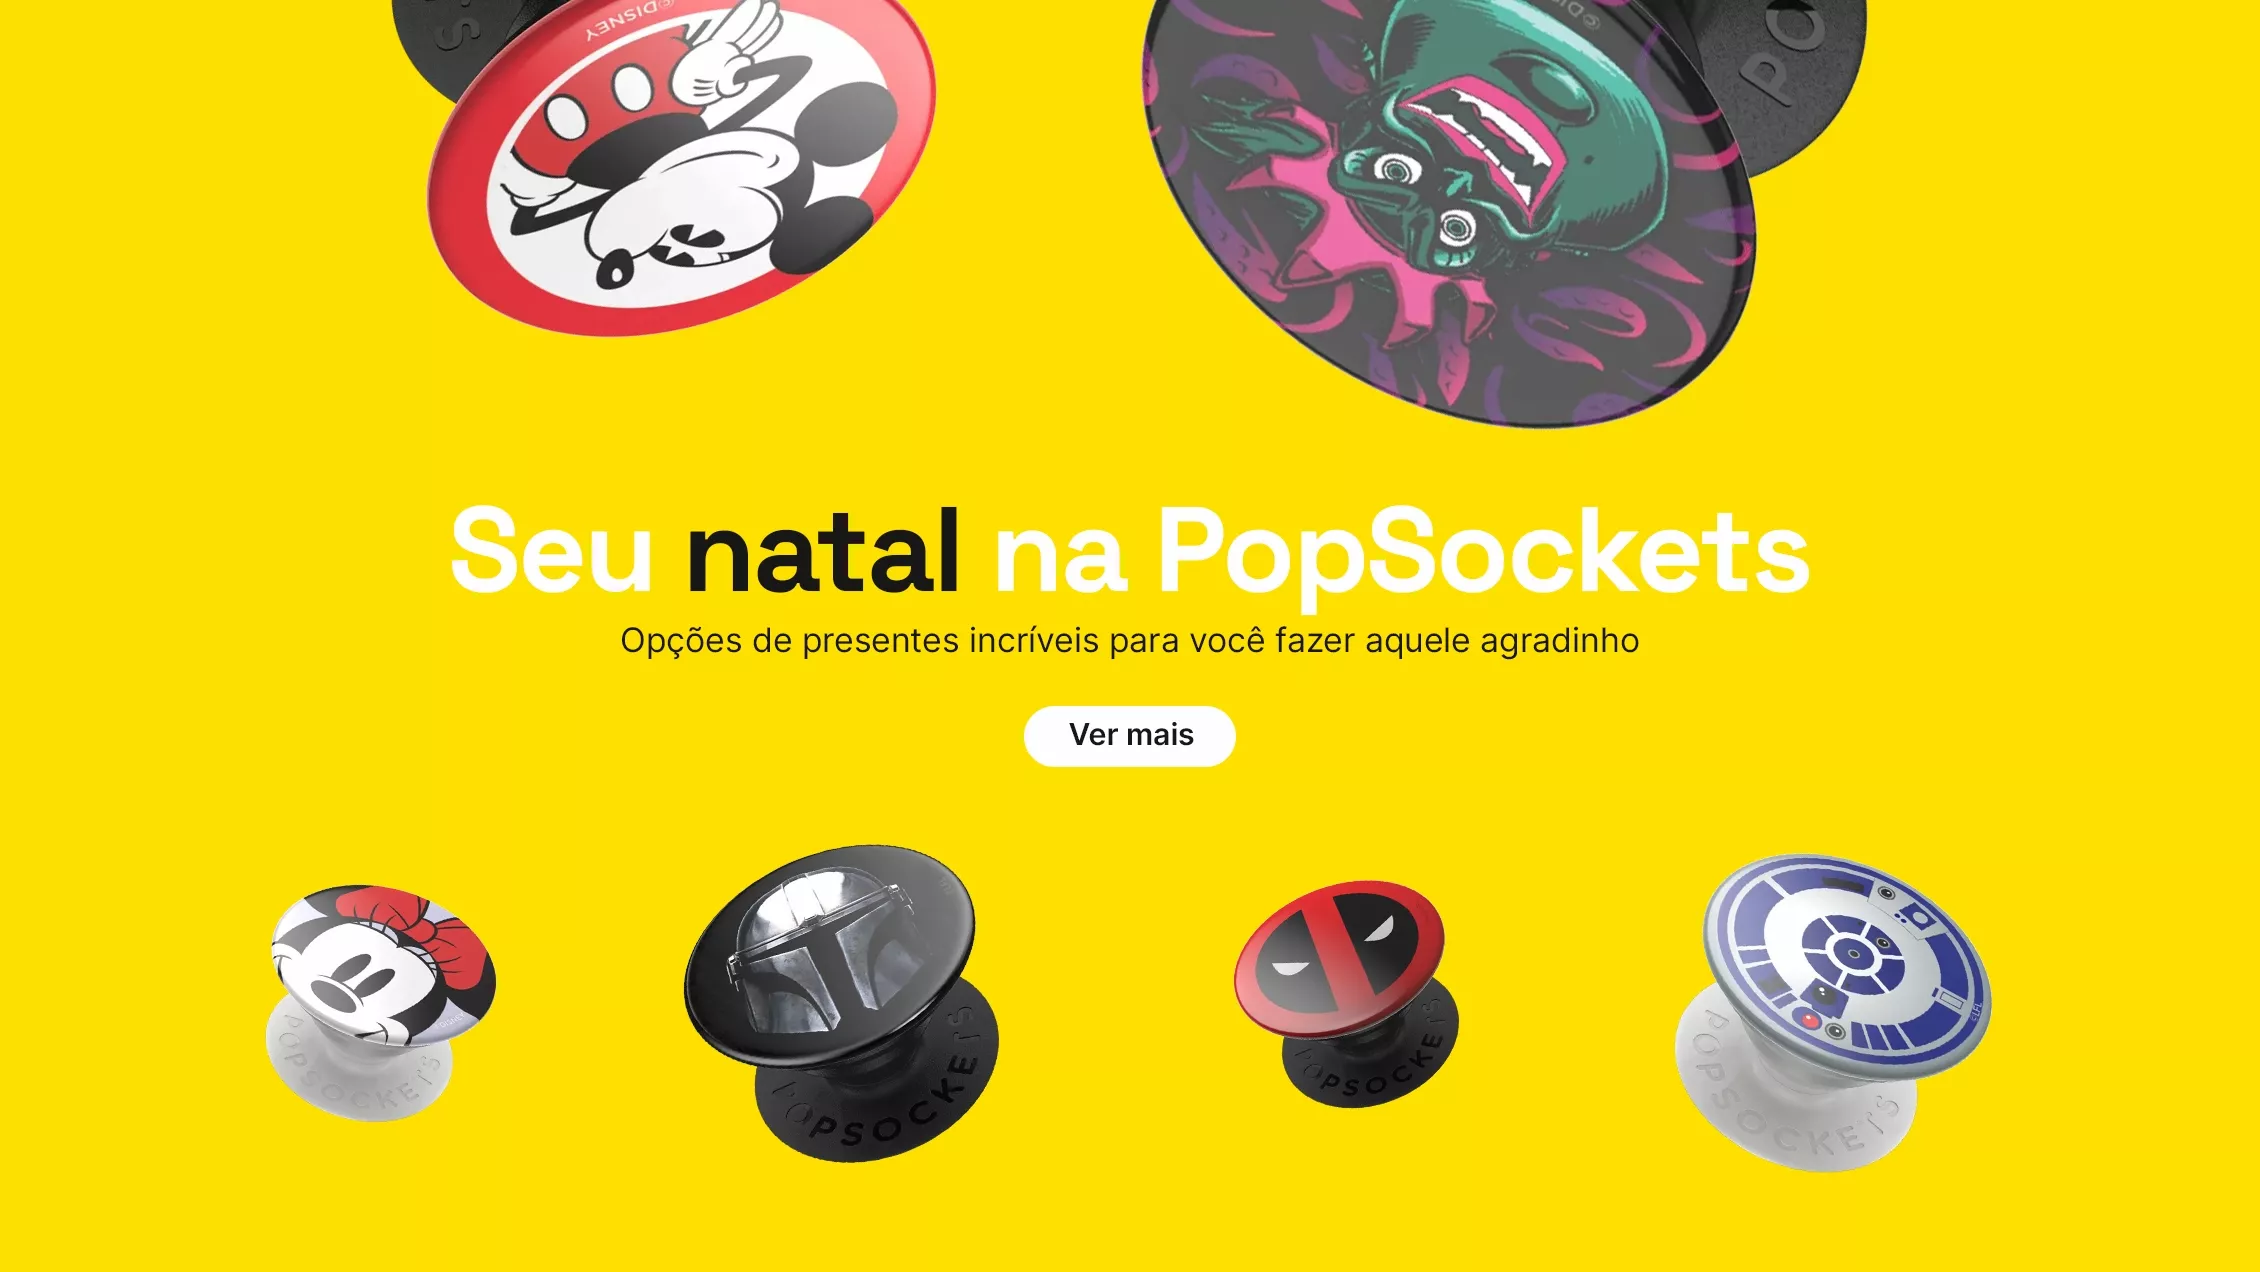 ©DISNEY
PO
Seu natal na PopSockets
Opções de presentes incríveis para você fazer aquele agradinho
Ver mais
POPSOCKETS
POPSOCKETS
POPSOCKETS
POPSOCKETS